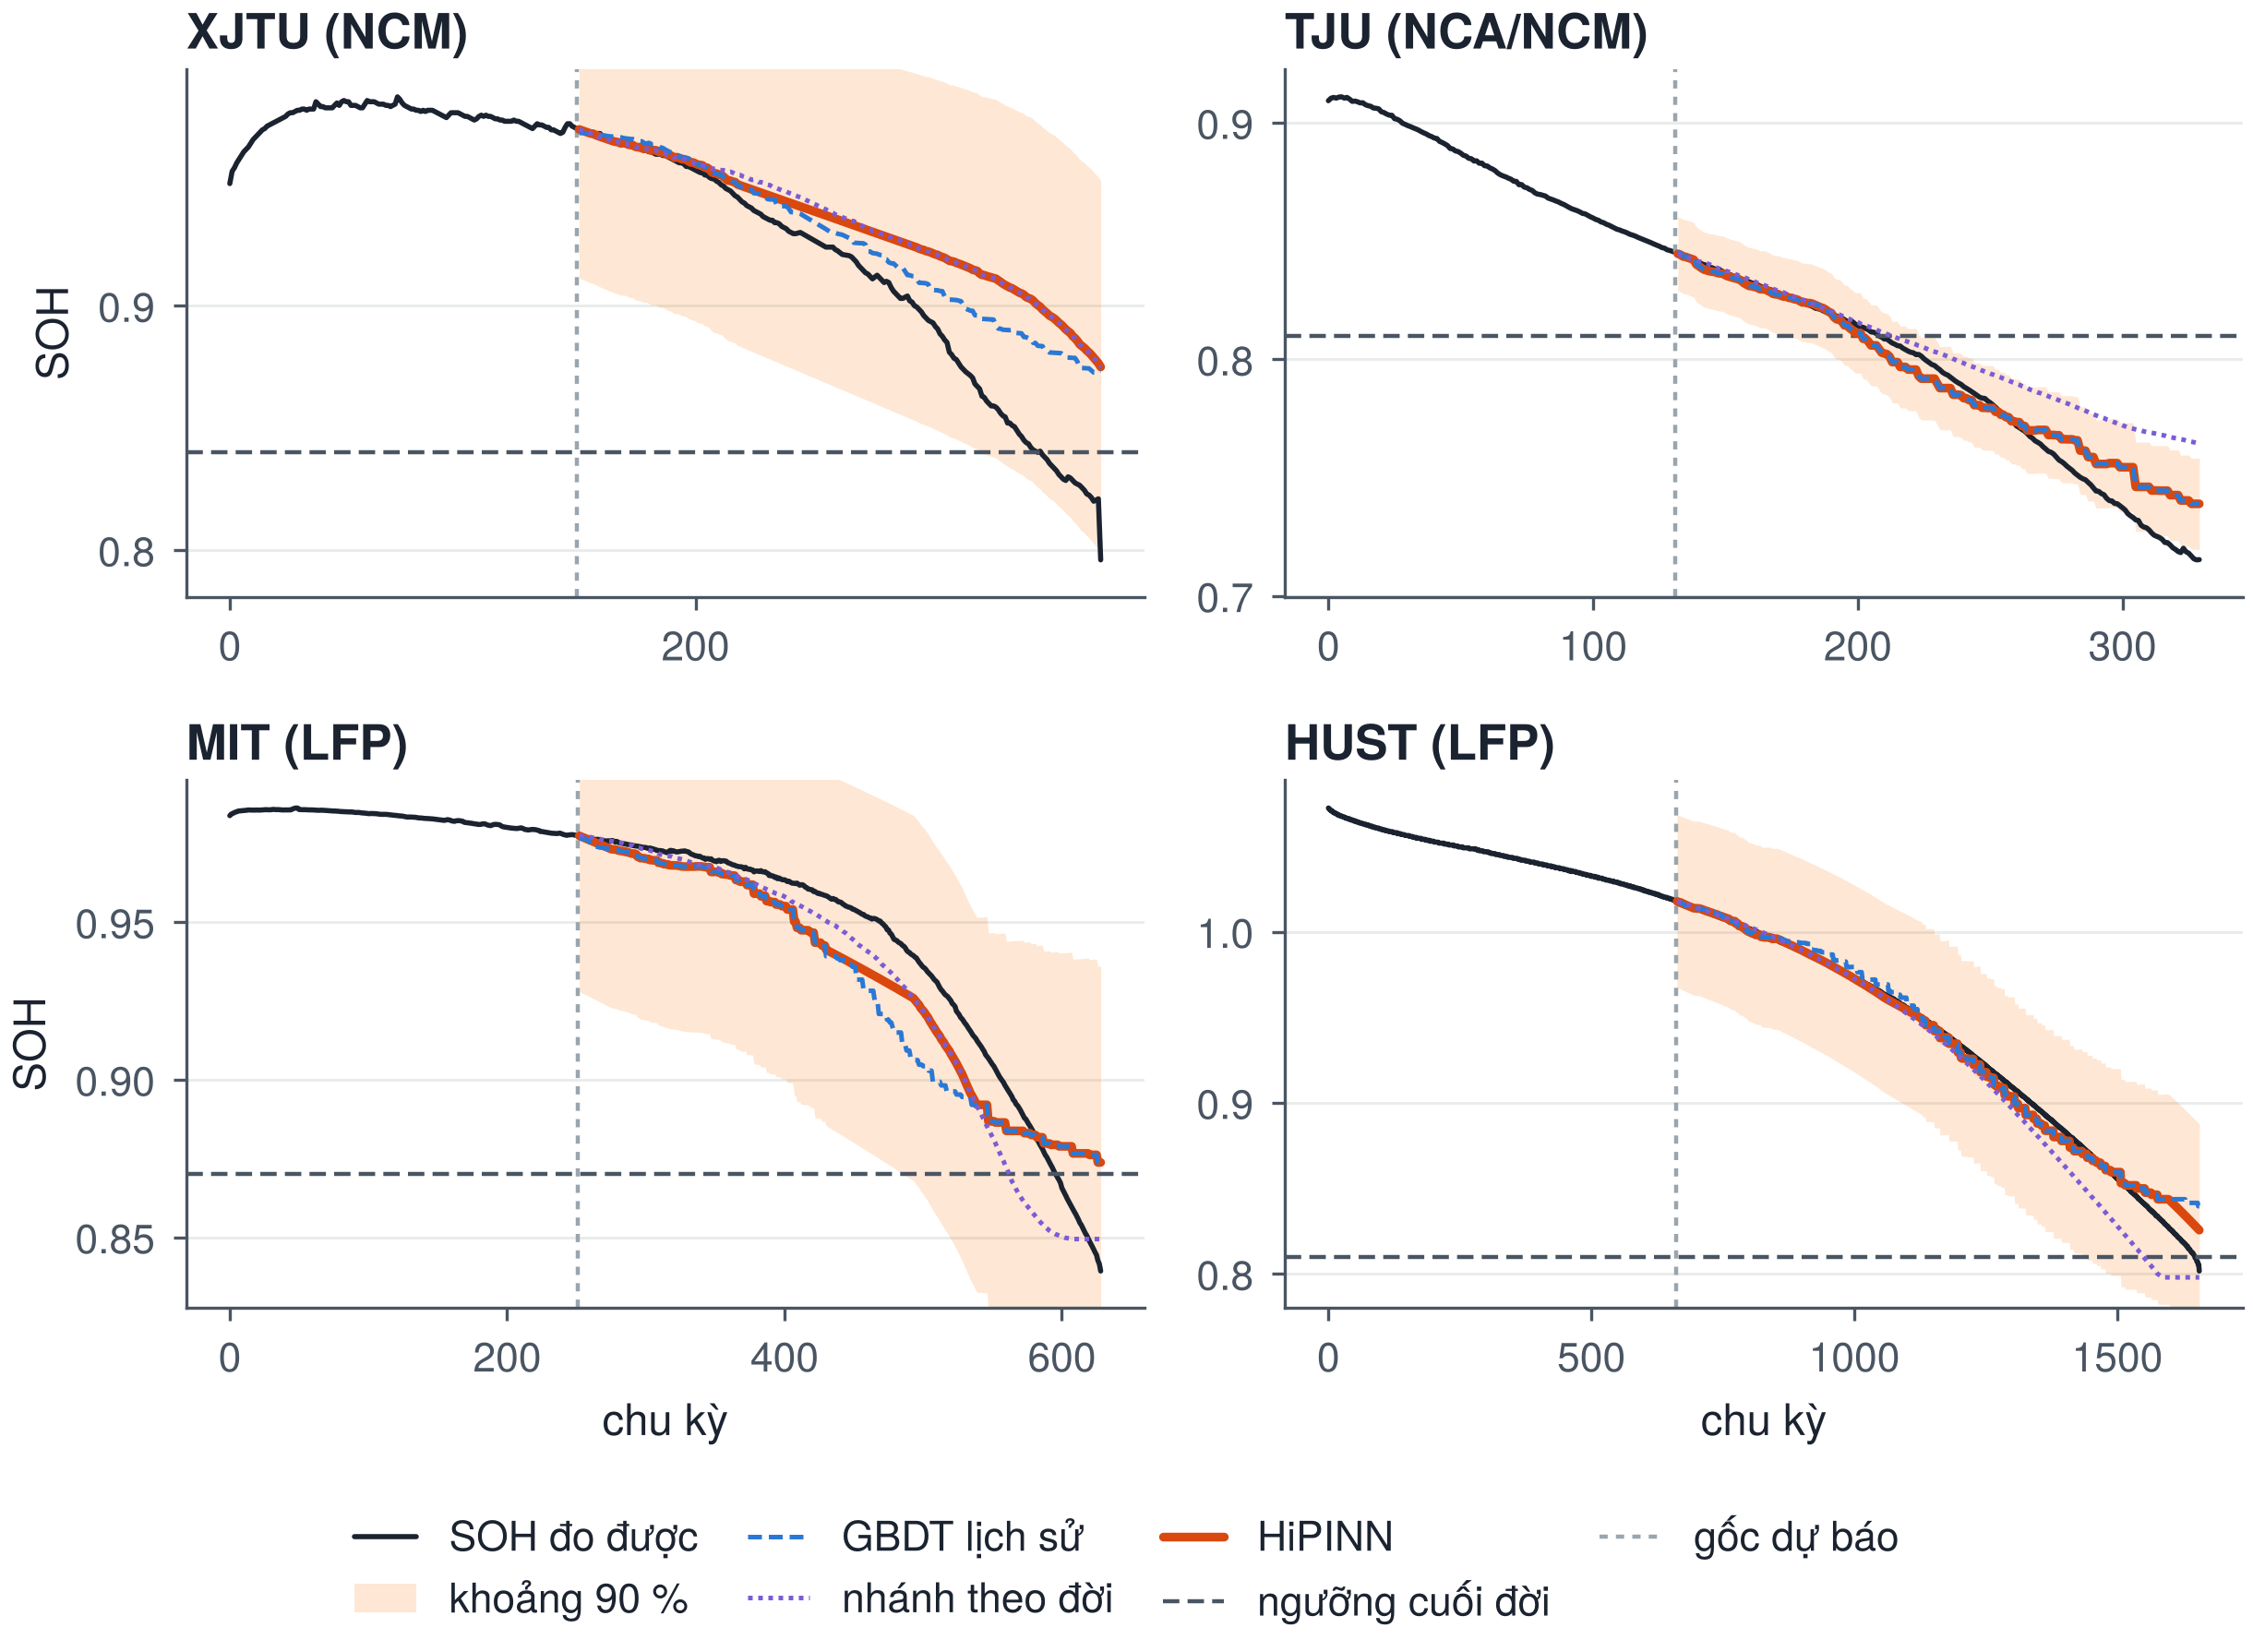 XJTU (NCM)
SOH
0.9
0.8
0
200
TJU (NCA/NCM)
0.9
0.8
0.7
0
100
200
300
MIT (LFP)
SOH
0.95
0.90
0.85
0
200
400
600
chu kỳ
HUST (LFP)
1.0
0.9
0.8
0
500
1000
1500
chu kỳ
SOH đo được
GBDT lịch sử
HiPINN
gốc dự báo
khoảng 90 %
nhánh theo đời
ngưỡng cuối đời